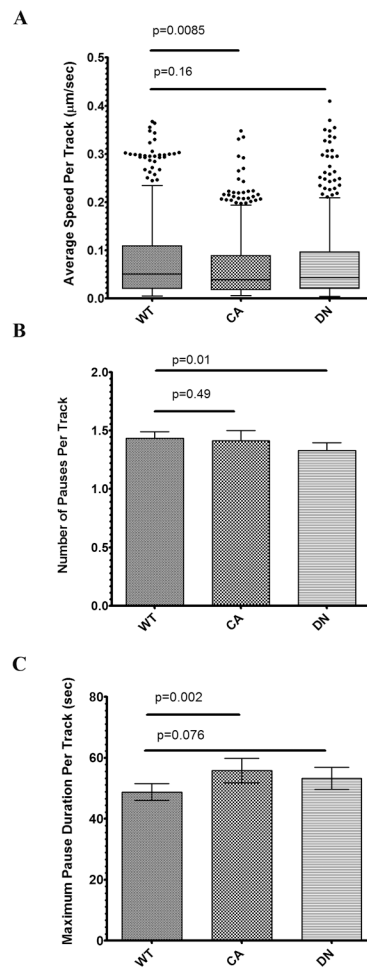 A
p=0.0085
p=0.16
Average Speed Per Track (μm/sec)
0.5
0.4
0.3
0.2
0.1
0.0
WT
CA
DN
B
p=0.01
p=0.49
Number of Pauses Per Track
2.0
1.5
1.0
0.5
0.0
WT
CA
DN
C
p=0.002
p=0.076
Maximum Pause Duration Per Track (sec)
80
60
40
20
0
WT
CA
DN